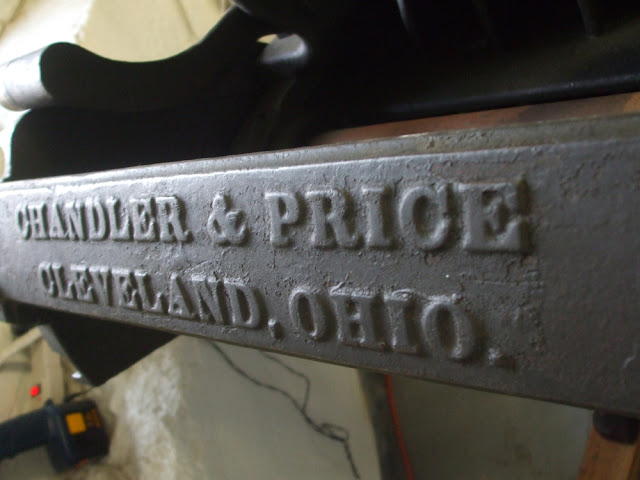 CHANDLER & PRICE
CLEVELAND, OHIO.